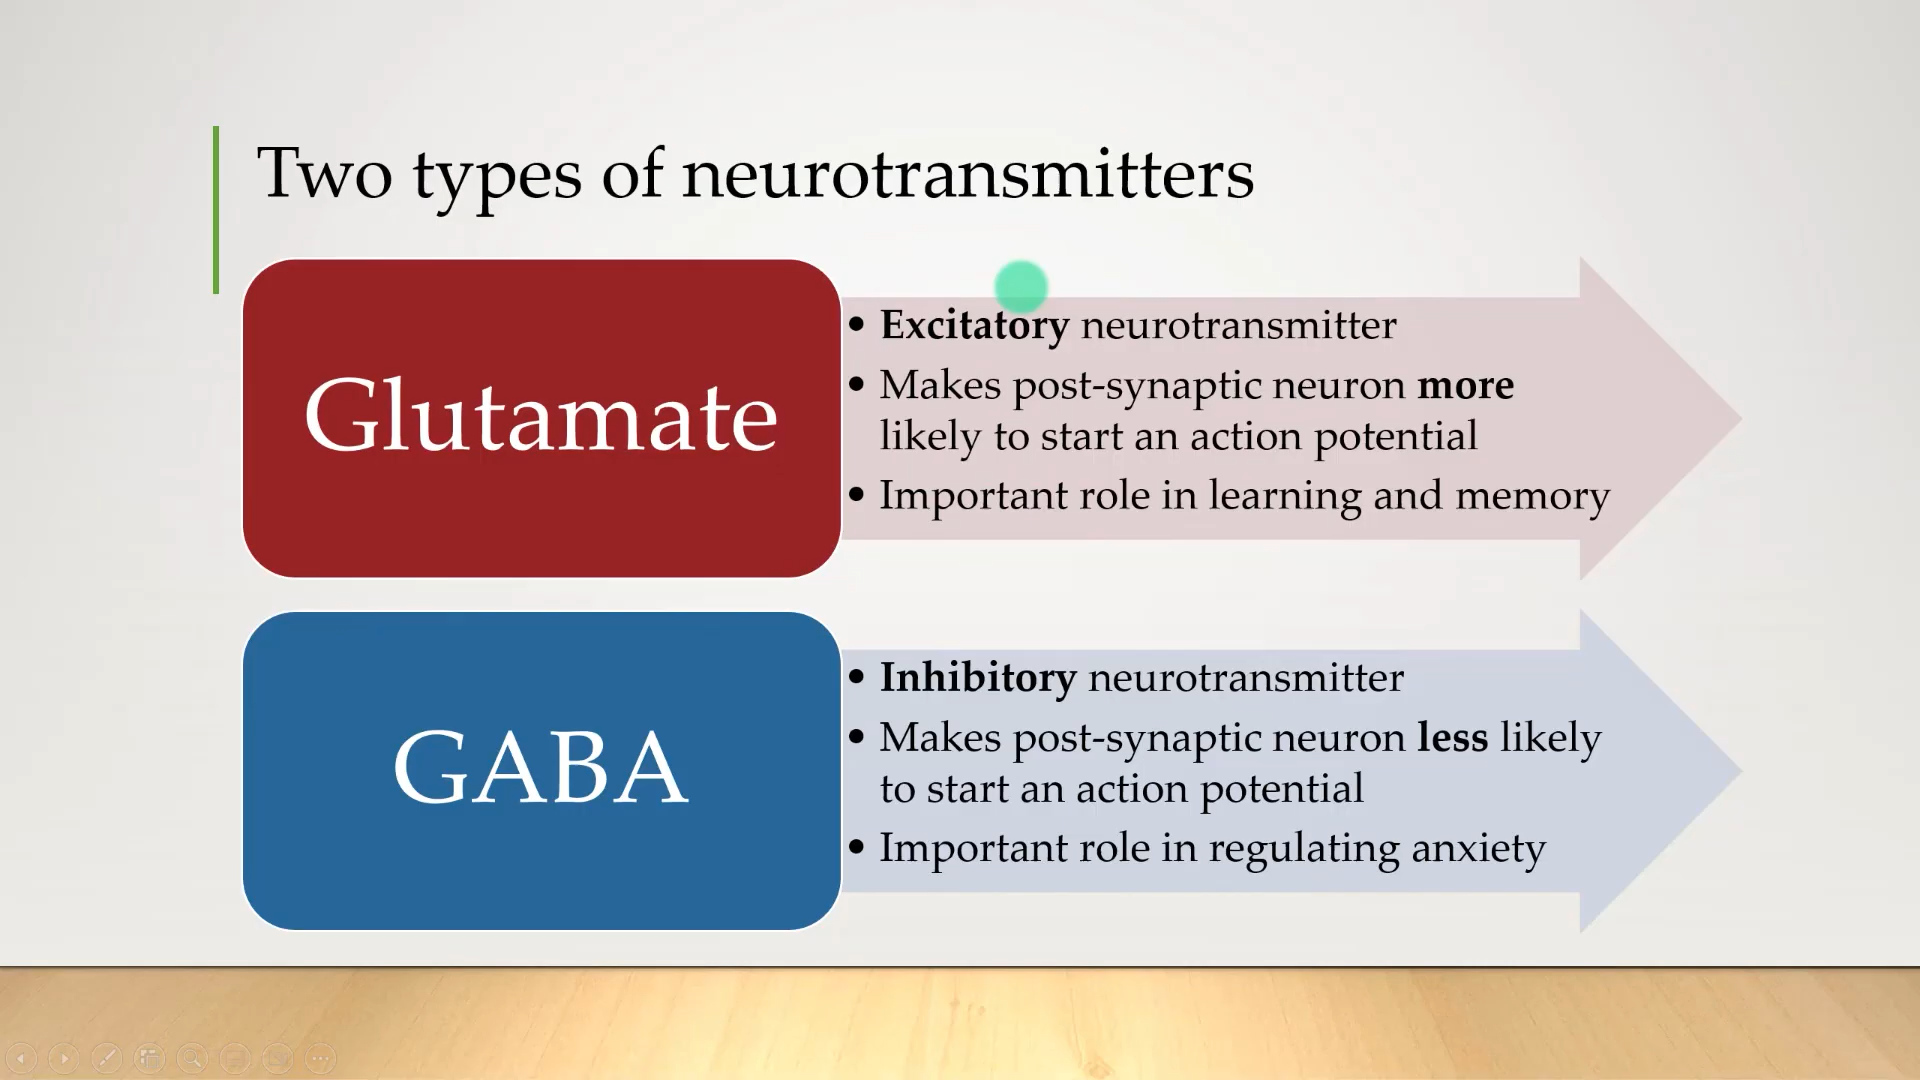 Two types of neurotransmitters
Glutamate
• Excitatory neurotransmitter
• Makes post-synaptic neuron more
likely to start an action potential
• Important role in learning and memory
GABA
• Inhibitory neurotransmitter
• Makes post-synaptic neuron less likely
to start an action potential
• Important role in regulating anxiety